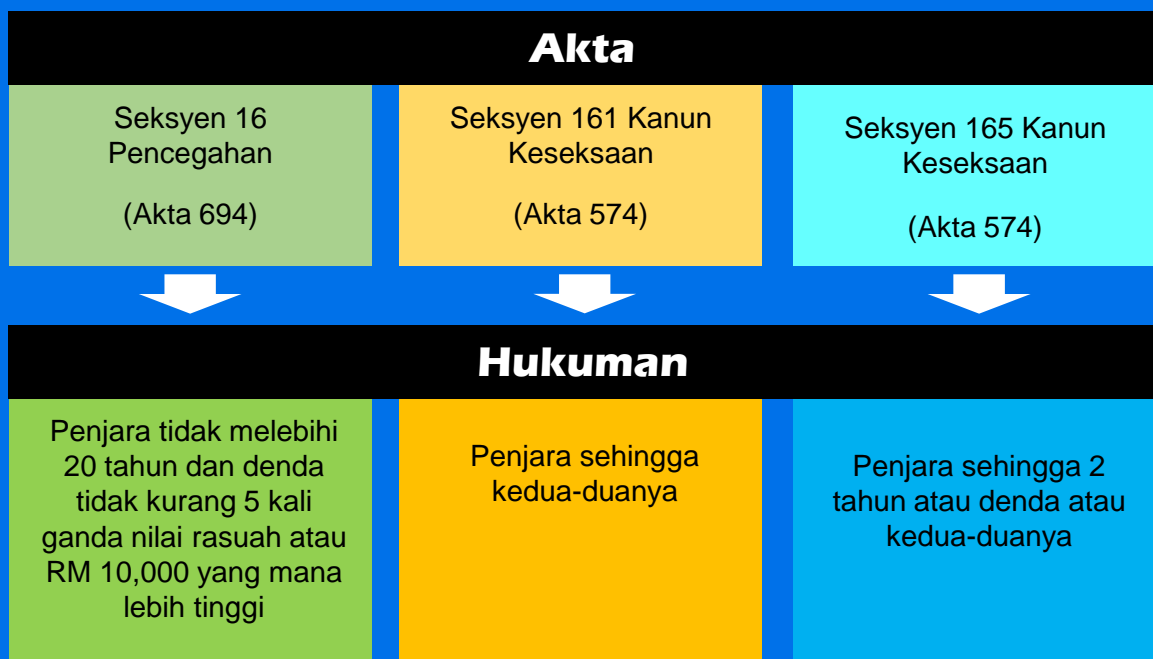 Akta
Seksyen 16
Pencegahan
(Akta 694)
Seksyen 161 Kanun
Keseksaan
(Akta 574)
Seksyen 165 Kanun
Keseksaan
(Akta 574)
Hukuman
Penjara tidak melebihi
20 tahun dan denda
tidak kurang 5 kali
ganda nilai rasuah atau
RM 10,000 yang mana
lebih tinggi
Penjara sehingga
kedua-duanya
Penjara sehingga 2
tahun atau denda atau
kedua-duanya